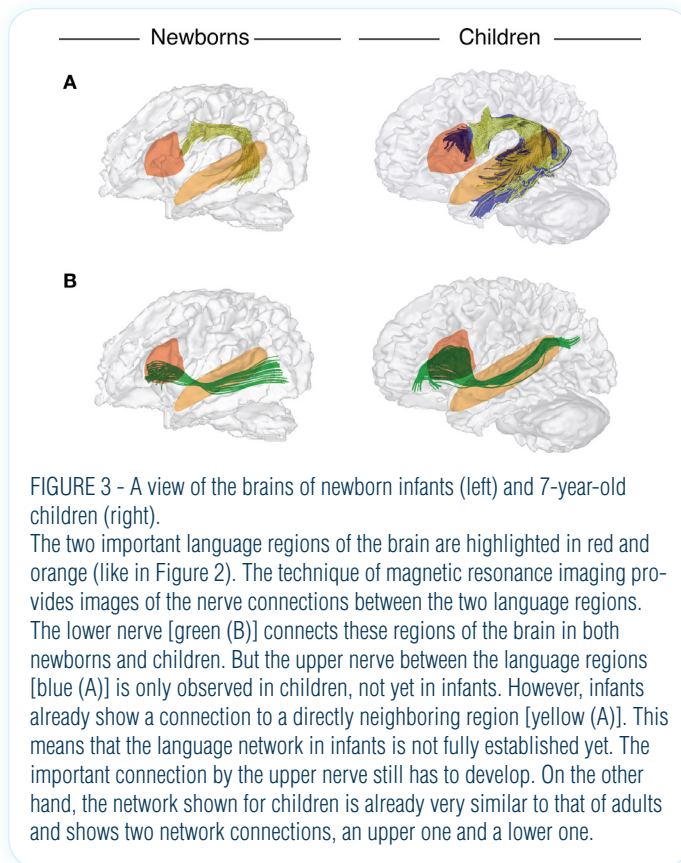 Newborns Children
A
B
FIGURE 3 - A view of the brains of newborn infants (left) and 7-year-old
children (right).
The two important language regions of the brain are highlighted in red and
orange (like in Figure 2). The technique of magnetic resonance imaging pro-
vides images of the nerve connections between the two language regions.
The lower nerve [green (B)] connects these regions of the brain in both
newborns and children. But the upper nerve between the language regions
[blue (A)] is only observed in children, not yet in infants. However, infants
already show a connection to a directly neighboring region [yellow (A)]. This
means that the language network in infants is not fully established yet. The
important connection by the upper nerve still has to develop. On the other
hand, the network shown for children is already very similar to that of adults
and shows two network connections, an upper one and a lower one.